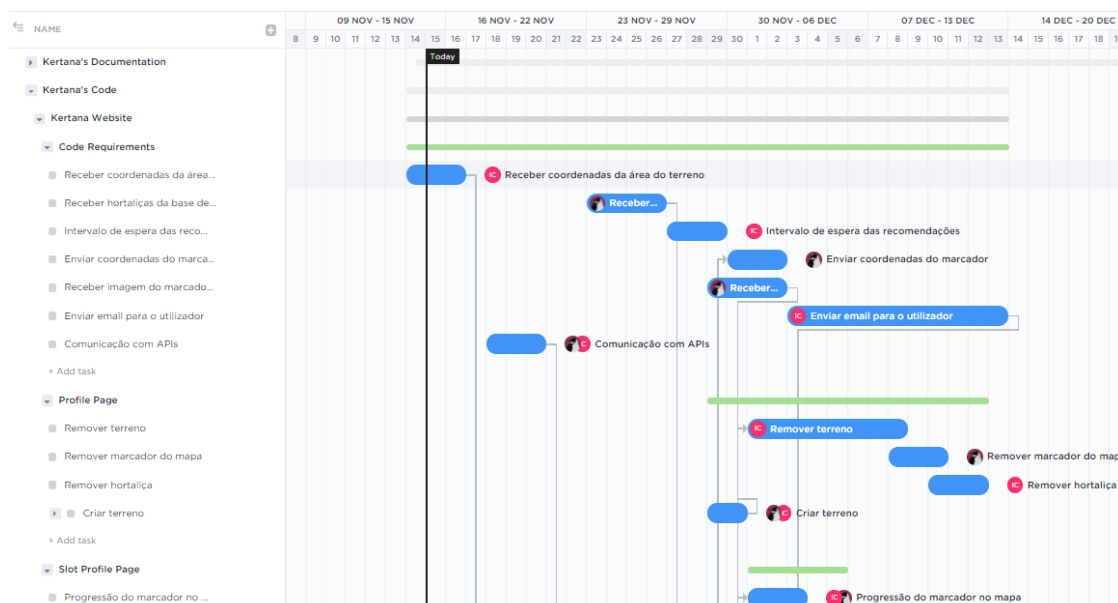 09 NOV - 15 NOV 16 NOV - 22 NOV 23 NOV - 29 NOV 30 NOV - 06 DEC 07 DEC - 13 DEC 14 DEC - 20 DEC
NAME
8 9 10 11 12 13 14 15 16 17 18 19 20 21 22 23 24 25 26 27 28 29 30 1 2 3 4 5 6 7 8 9 10 11 12 13 14 15 16 17 18
Today
Kertana's Documentation
Kertana's Code
Kertana Website
Code Requirements
Receber coordenadas da área... IC Receber coordenadas da área do terreno
Receber hortaliças da base de... Receber...
Intervalo de espera das reco... IC Intervalo de espera das recomendações
Enviar coordenadas do marca... Enviar coordenadas do marcador
Receber imagem do marcado... Receber...
Enviar email para o utilizador IC Enviar email para o utilizador
Comunicação com APIs C Comunicação com APIs
+ Add task
Profile Page
Remover terreno IC Remover terreno
Remover marcador do mapa Remover marcador do map
Remover hortaliça IC Remover hortaliça
Criar terreno C Criar terreno
+ Add task
Slot Profile Page
Progressão do marcador no ... IC Progressão do marcador no mapa